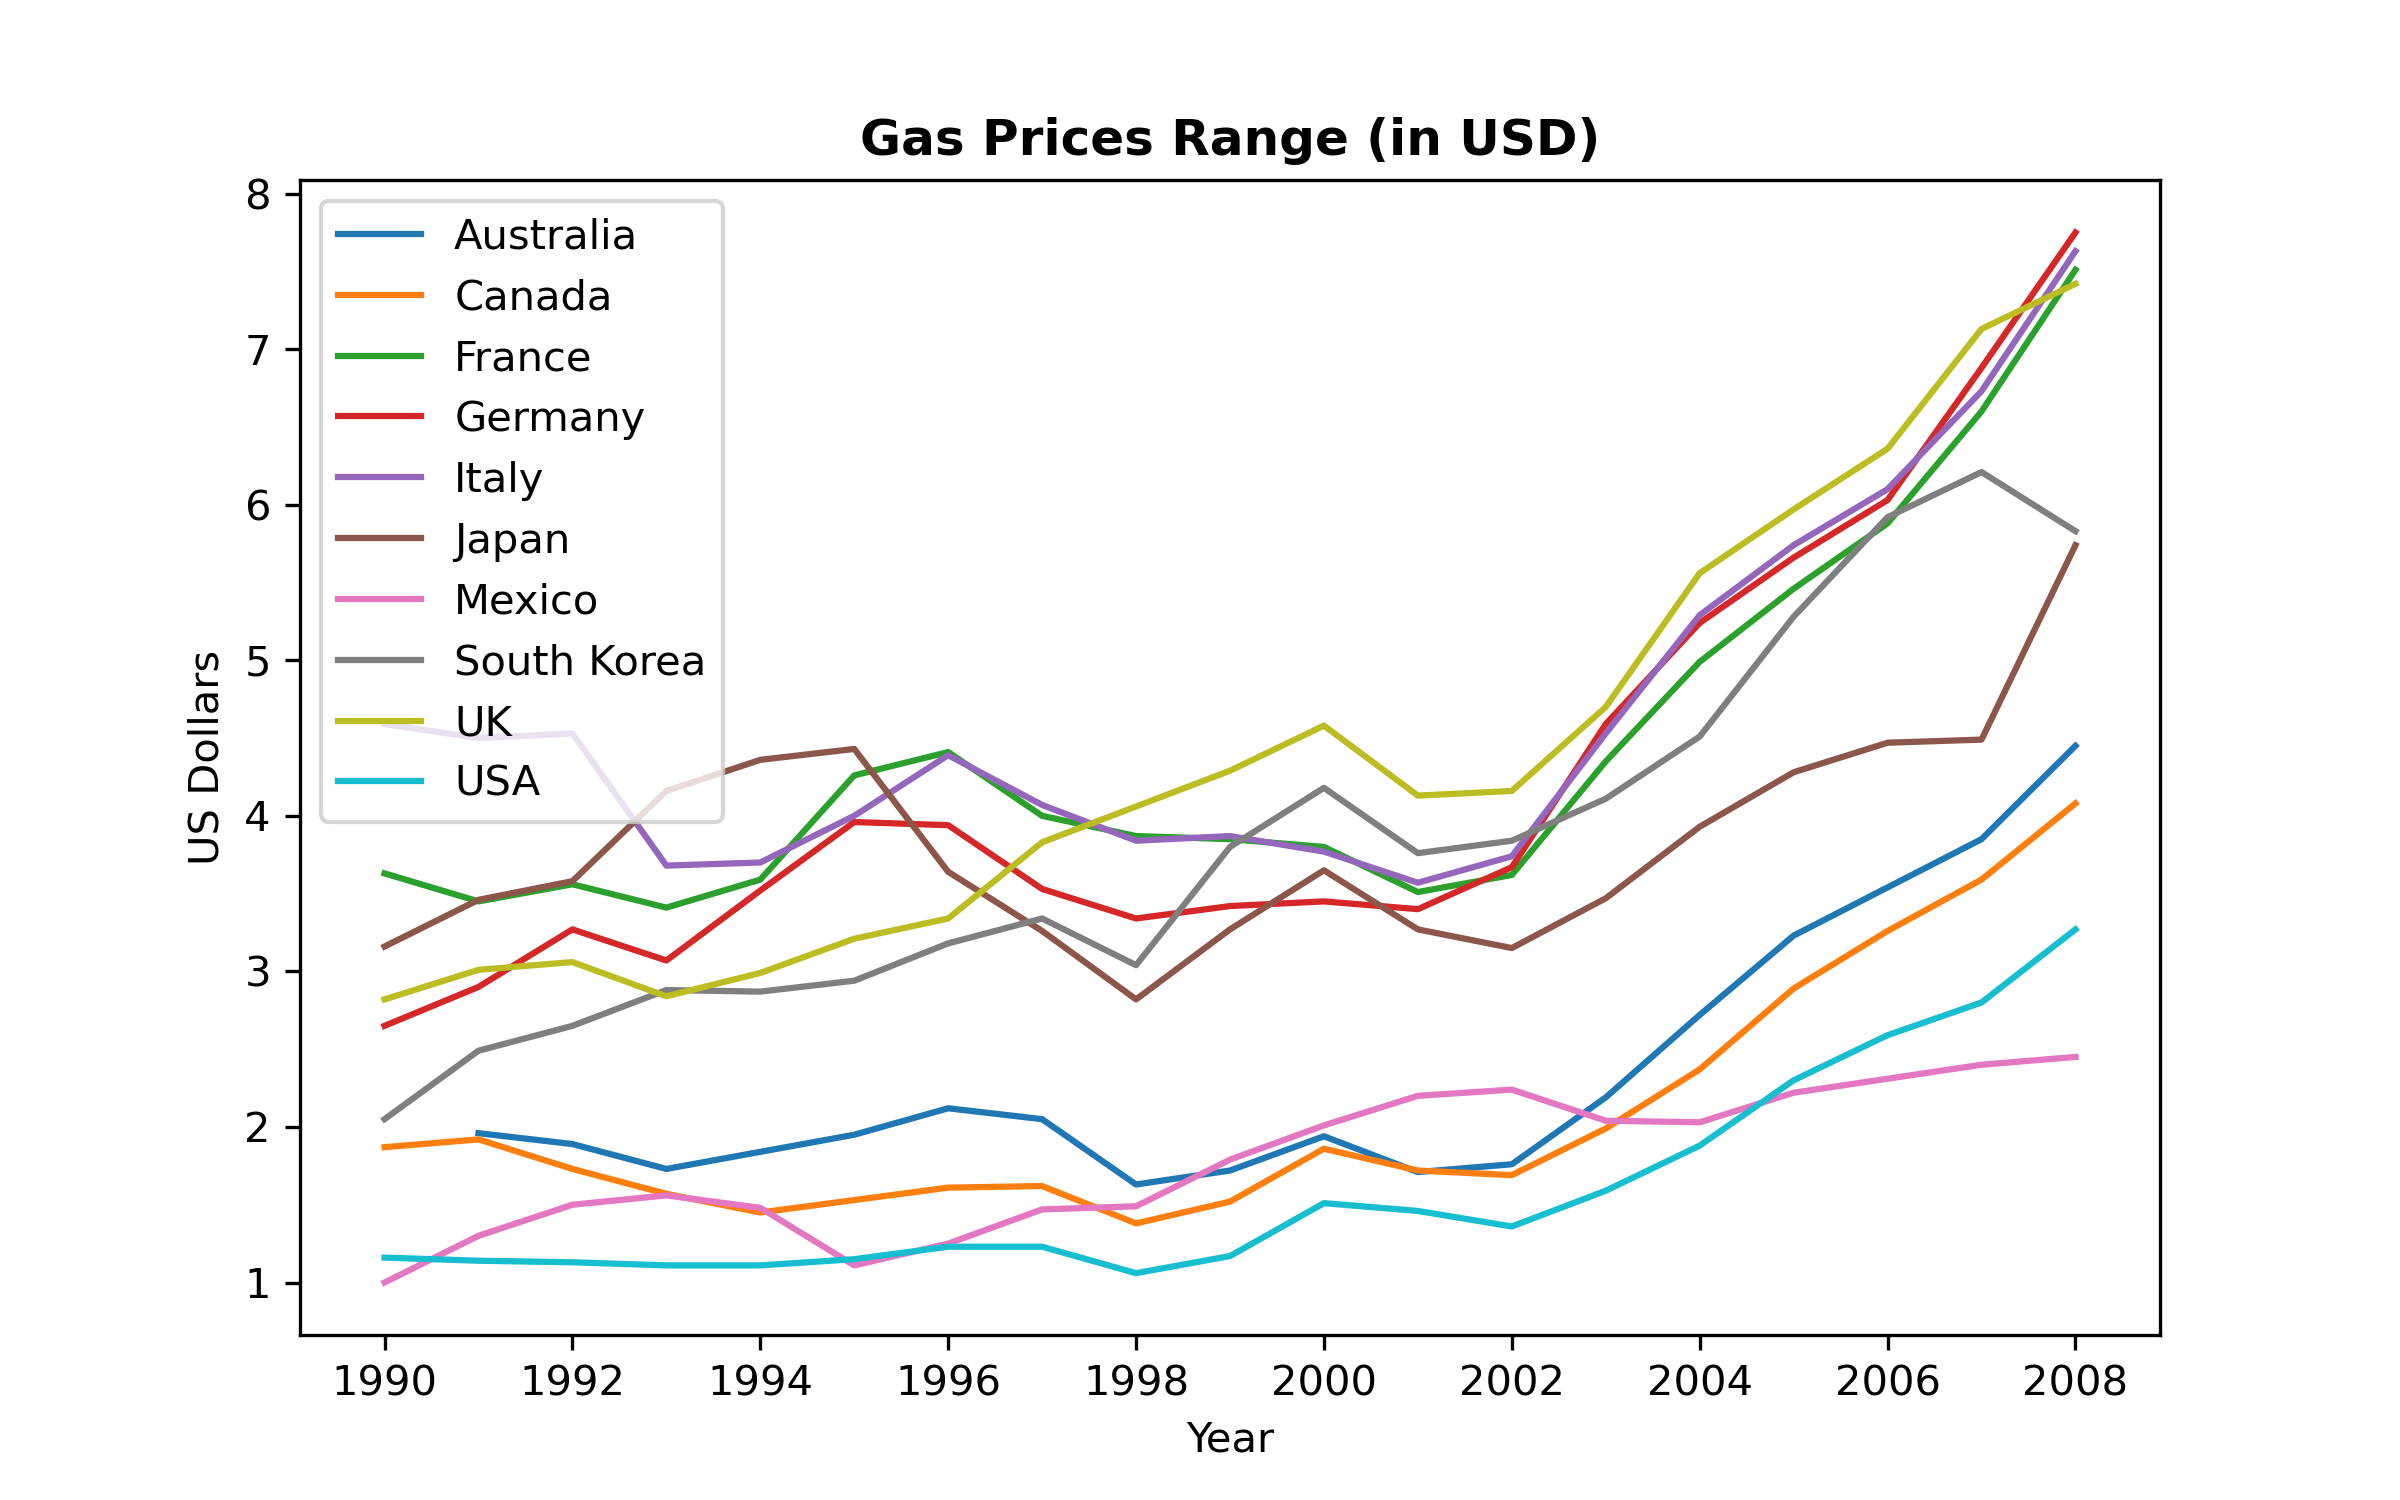 Gas Prices Range (in USD)
8
7
6
5
4
3
2
1
US Dollars
Australia
Canada
France
Germany
Italy
Japan
Mexico
South Korea
UK
USA
1990 1992 1994 1996 1998 2000 2002 2004 2006 2008
Year